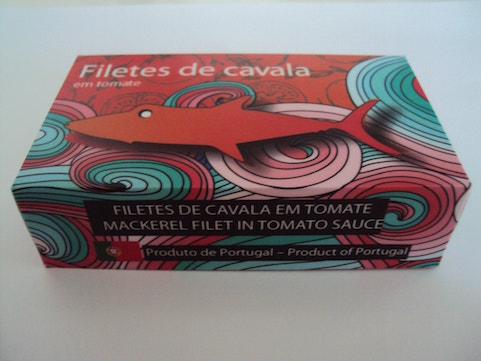 Filetes de cavala
em tomate
FILETES DE CAVALA EM TOMATE
MACKEREL FILET IN TOMATO SAUCE
Produto de Portugal – Product of Portugal